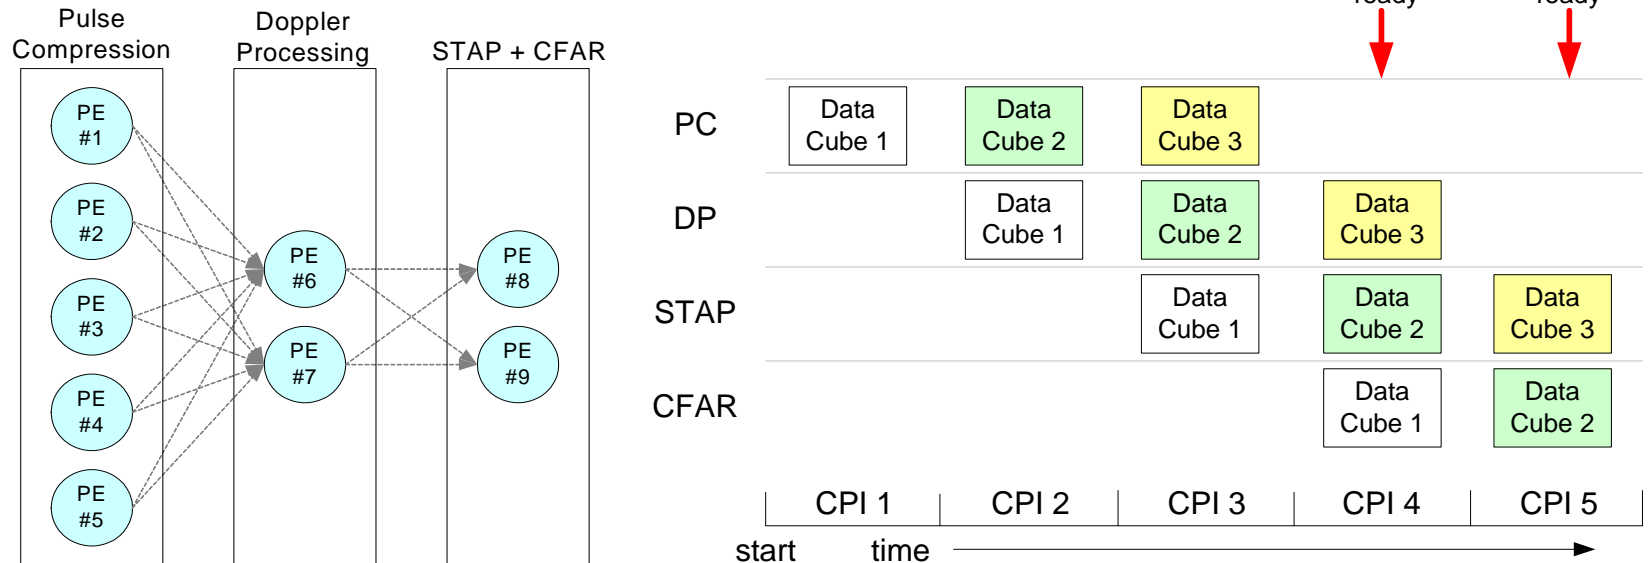 Pulse
Compression
Doppler
Processing
STAP + CFAR
PE
#1
PE
#2
PE
#3
PE
#4
PE
#5
PE
#6
PE
#7
PE
#8
PE
#9
ready
ready
PC
Data
Cube 1
Data
Cube 2
Data
Cube 3
DP
Data
Cube 1
Data
Cube 2
Data
Cube 3
STAP
Data
Cube 1
Data
Cube 2
Data
Cube 3
CFAR
Data
Cube 1
Data
Cube 2
CPI 1
CPI 2
CPI 3
CPI 4
CPI 5
start
time